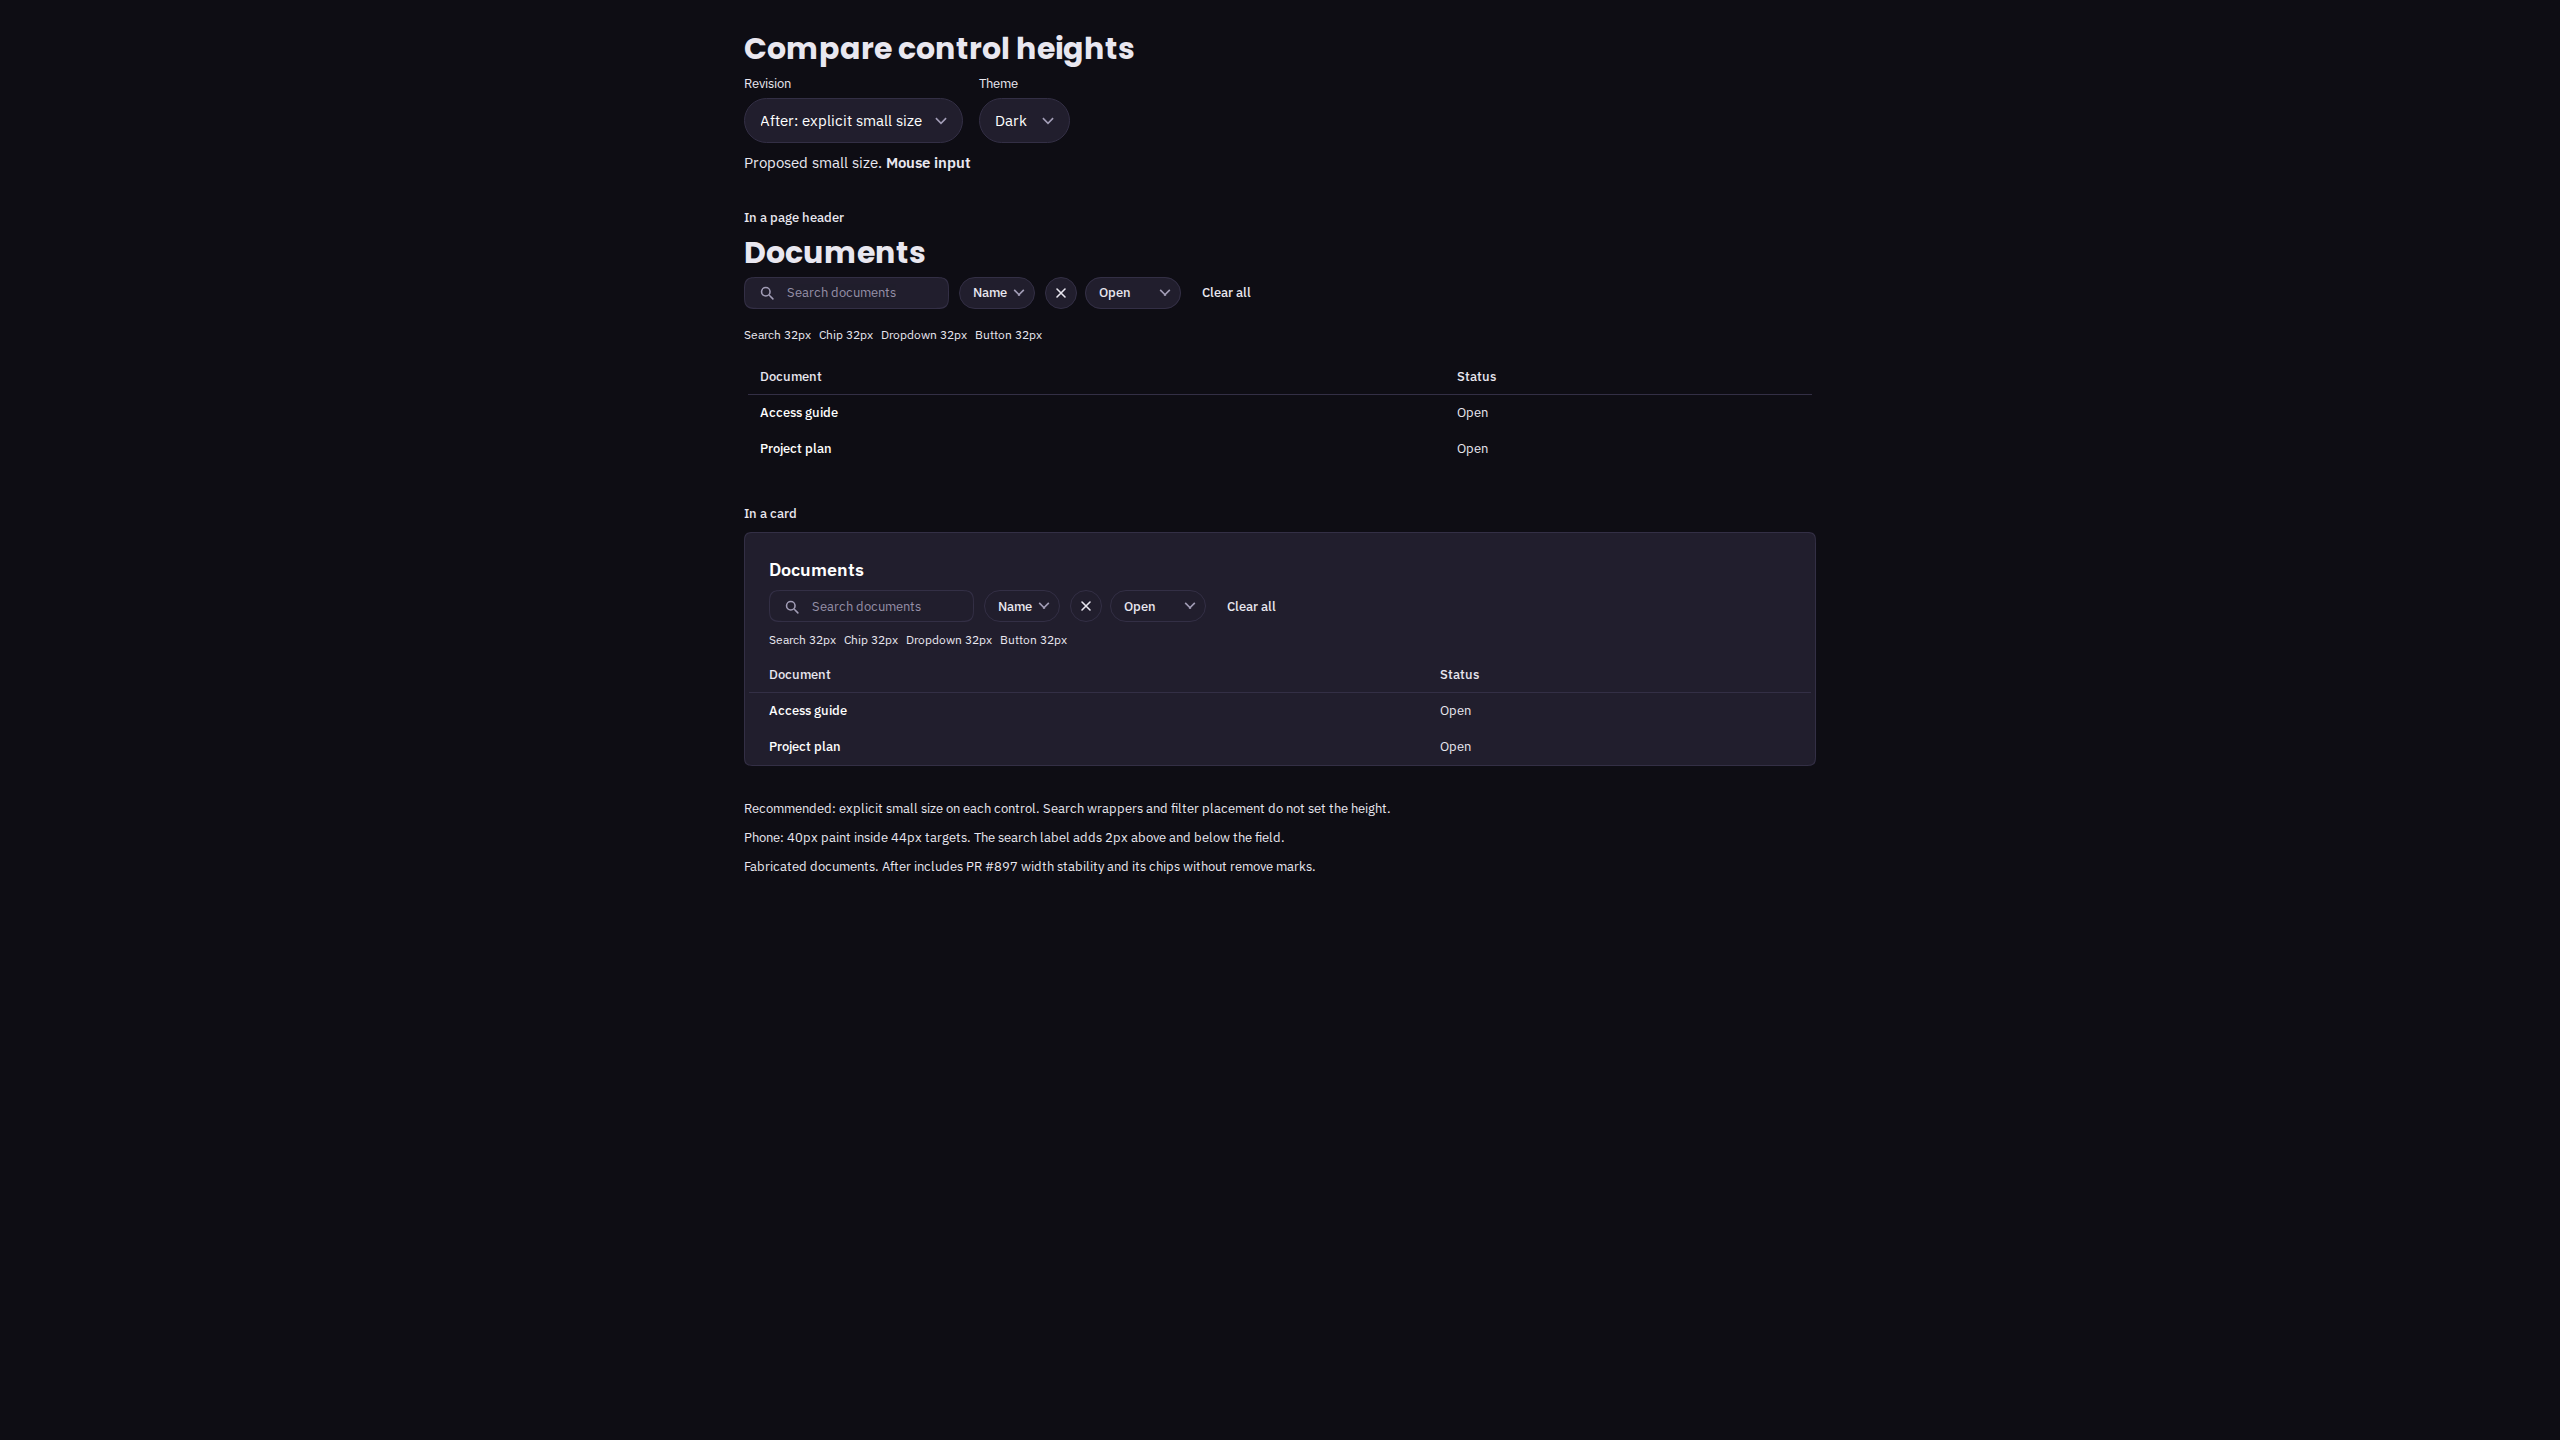 Compare control heights
Revision Theme
After: explicit small size Dark
Proposed small size. Mouse input
In a page header
Documents
Search documents Name Open Clear all
Search 32px Chip 32px Dropdown 32px Button 32px
Document Status
Access guide Open
Project plan Open
In a card
Documents
Search documents Name Open Clear all
Search 32px Chip 32px Dropdown 32px Button 32px
Document Status
Access guide Open
Project plan Open
Recommended: explicit small size on each control. Search wrappers and filter placement do not set the height.
Phone: 40px paint inside 44px targets. The search label adds 2px above and below the field.
Fabricated documents. After includes PR #897 width stability and its chips without remove marks.